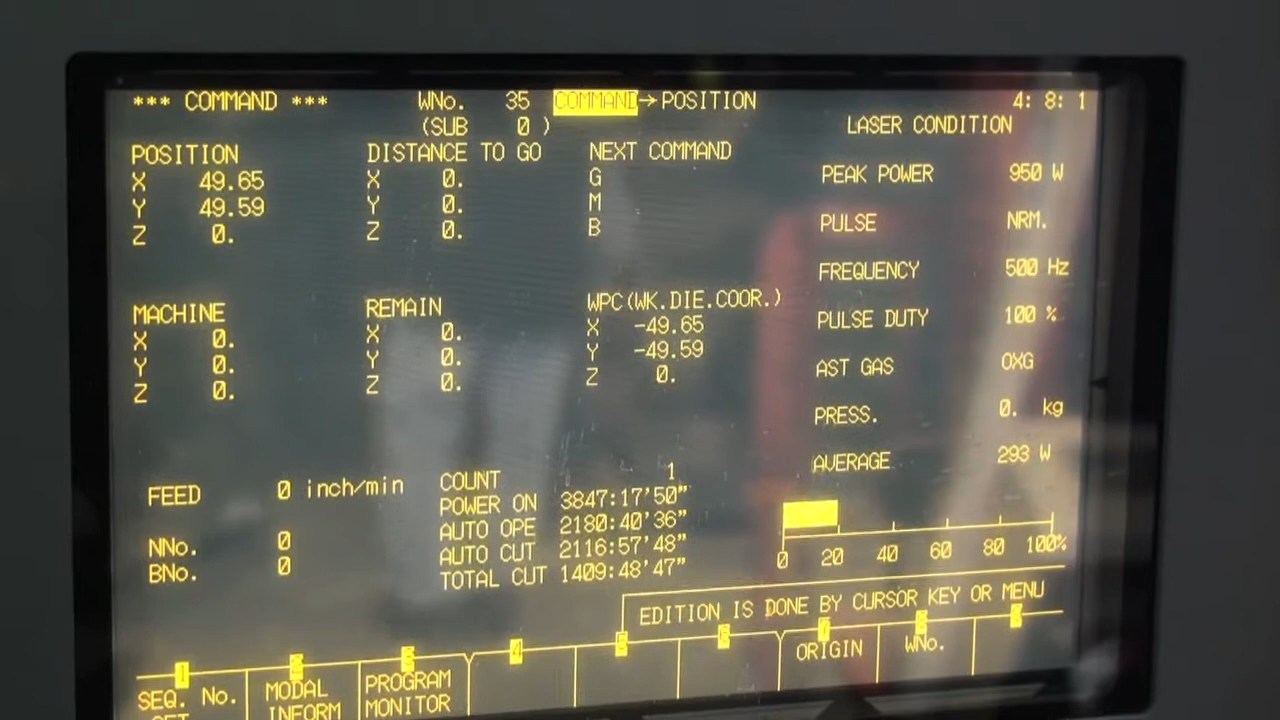 *** COMMAND ***  WNo. 35  COMMAND→POSITION  4: 8: 1
(SUB 0 )  LASER CONDITION
POSITION  DISTANCE TO GO  NEXT COMMAND
X 49.65  X 0.  G  PEAK POWER 950 W
Y 49.59  Y 0.  M  PULSE NRM.
Z 0.  Z 0.  B
FREQUENCY 500 Hz
MACHINE  REMAIN  WPC(WK.DIE.COOR.)
X 0.  X 0.  X -49.65  PULSE DUTY 100 %
Y 0.  Y 0.  Y -49.59  AST GAS OXG
Z 0.  Z 0.  Z 0.
PRESS. 0. kg
AVERAGE 293 W
FEED 0 inch/min  COUNT 1
POWER ON 3847:17'50"
NNo. 0  AUTO OPE 2180:40'36"
BNo. 0  AUTO CUT 2116:57'48"
TOTAL CUT 1409:48'47"
0 20 40 60 80 100%
EDITION IS DONE BY CURSOR KEY OR MENU
1 4 5
SEQ. No.  MODAL  PROGRAM  ORIGIN  WNo.
INFORM  MONITOR